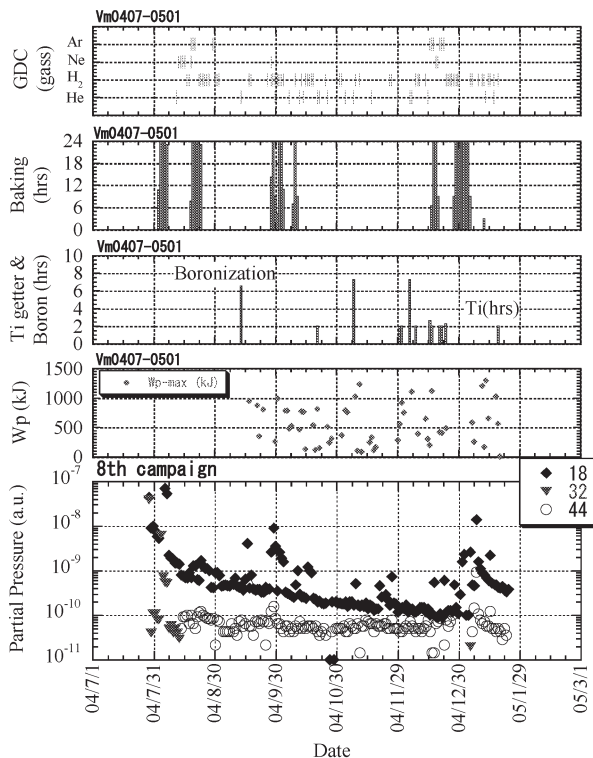 Vm0407-0501
GDC
(gass)
Ar
Ne
H2
He
Vm0407-0501
Baking
(hrs)
24
18
12
6
0
Vm0407-0501
Ti getter &
Boron (hrs)
10
8
6
4
2
0
Boronization
Ti(hrs)
Vm0407-0501
Wp (kJ)
1500
1000
500
0
Wp-max (kJ)
8th campaign
Partial Pressure (a.u.)
10-7
10-8
10-9
10-10
10-11
18
32
44
04/7/1
04/7/31
04/8/30
04/9/30
04/10/30
04/11/29
04/12/30
05/1/29
05/3/1
Date